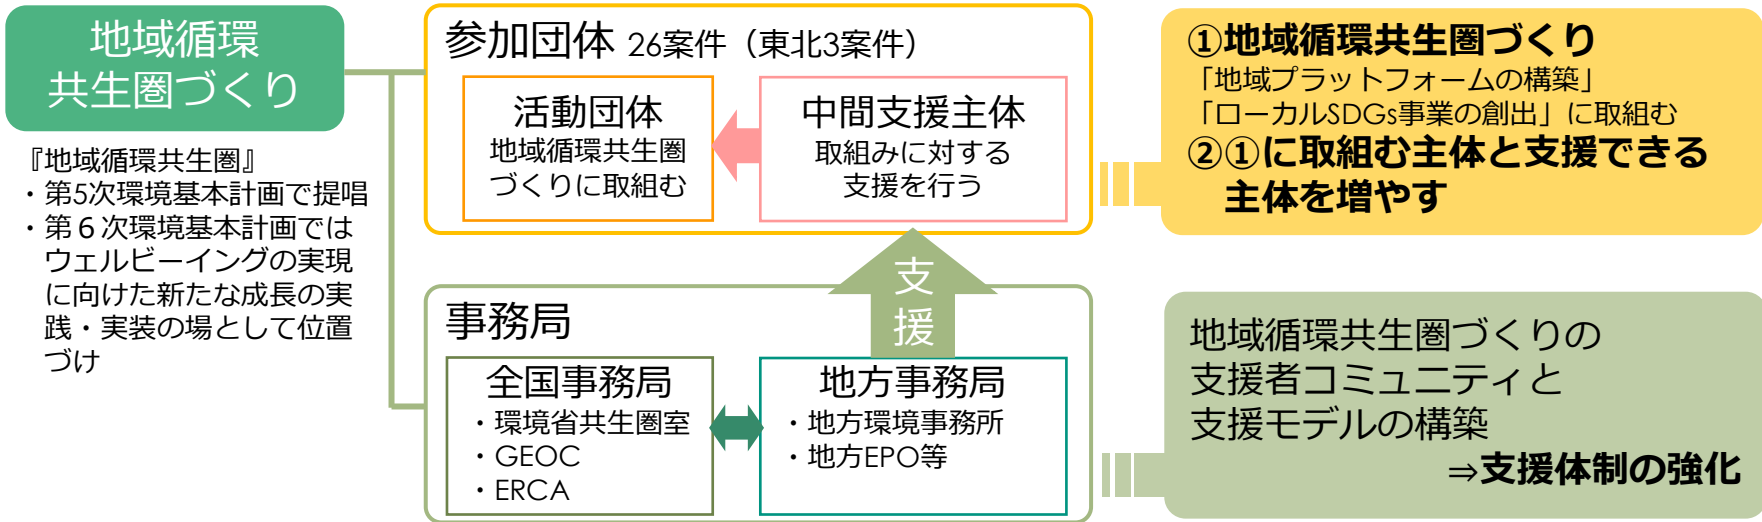 地域循環
共生圏づくり
『地域循環共生圏』
・第5次環境基本計画で提唱
・第６次環境基本計画では
ウェルビーイングの実現
に向けた新たな成長の実
践・実装の場として位置
づけ
参加団体 26案件（東北3案件）
活動団体
地域循環共生圏
づくりに取組む
中間支援主体
取組みに対する
支援を行う
①地域循環共生圏づくり
「地域プラットフォームの構築」
「ローカルSDGs事業の創出」に取組む
②①に取組む主体と支援できる
主体を増やす
支
援
事務局
全国事務局
・環境省共生圏室
・GEOC
・ERCA
地方事務局
・地方環境事務所
・地方EPO等
地域循環共生圏づくりの
支援者コミュニティと
支援モデルの構築
⇒支援体制の強化